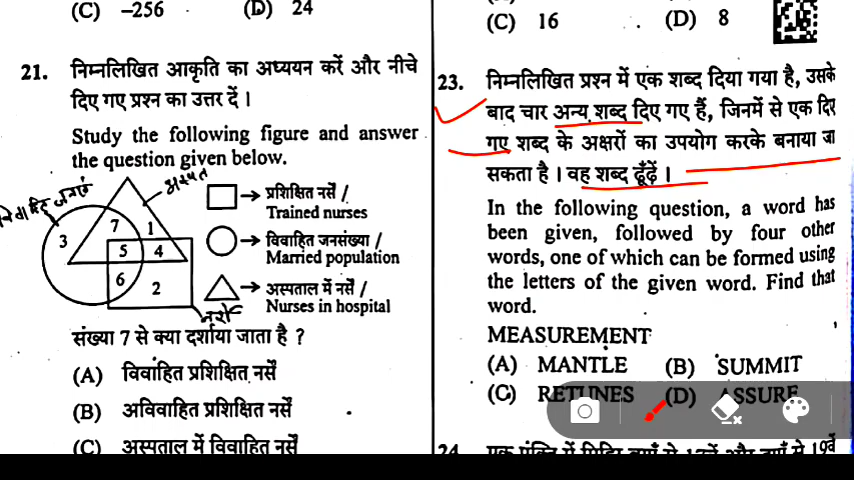 (C) -256
(D) 24
21. निम्नलिखित आकृति का अध्ययन करें और नीचे
दिए गए प्रश्न का उत्तर दें ।
Study the following figure and answer
the question given below.
अस्पत
3
7
1
5
4
6
2
प्रशिक्षित नर्सें /
Trained nurses
विवाहित जनसंख्या /
Married population
अस्पताल में नर्सें /
Nurses in hospital
संख्या 7 से क्या दर्शाया जाता है ?
(A) विवाहित प्रशिक्षित नर्सें
(B) अविवाहित प्रशिक्षित नर्सें
(C) अस्पताल में विवाहित नर्सें
(C) 16
(D) 8
23. निम्नलिखित प्रश्न में एक शब्द दिया गया है, उसके
बाद चार अन्य शब्द दिए गए हैं, जिनमें से एक दिए
गए शब्द के अक्षरों का उपयोग करके बनाया जा
सकता है । वह शब्द ढूँढ़ें ।
In the following question, a word has
been given, followed by four other
words, one of which can be formed using
the letters of the given word. Find that
word.
MEASUREMENT
(A) MANTLE (B) SUMMIT
(C) RETUNES (D) ASSURE
24.